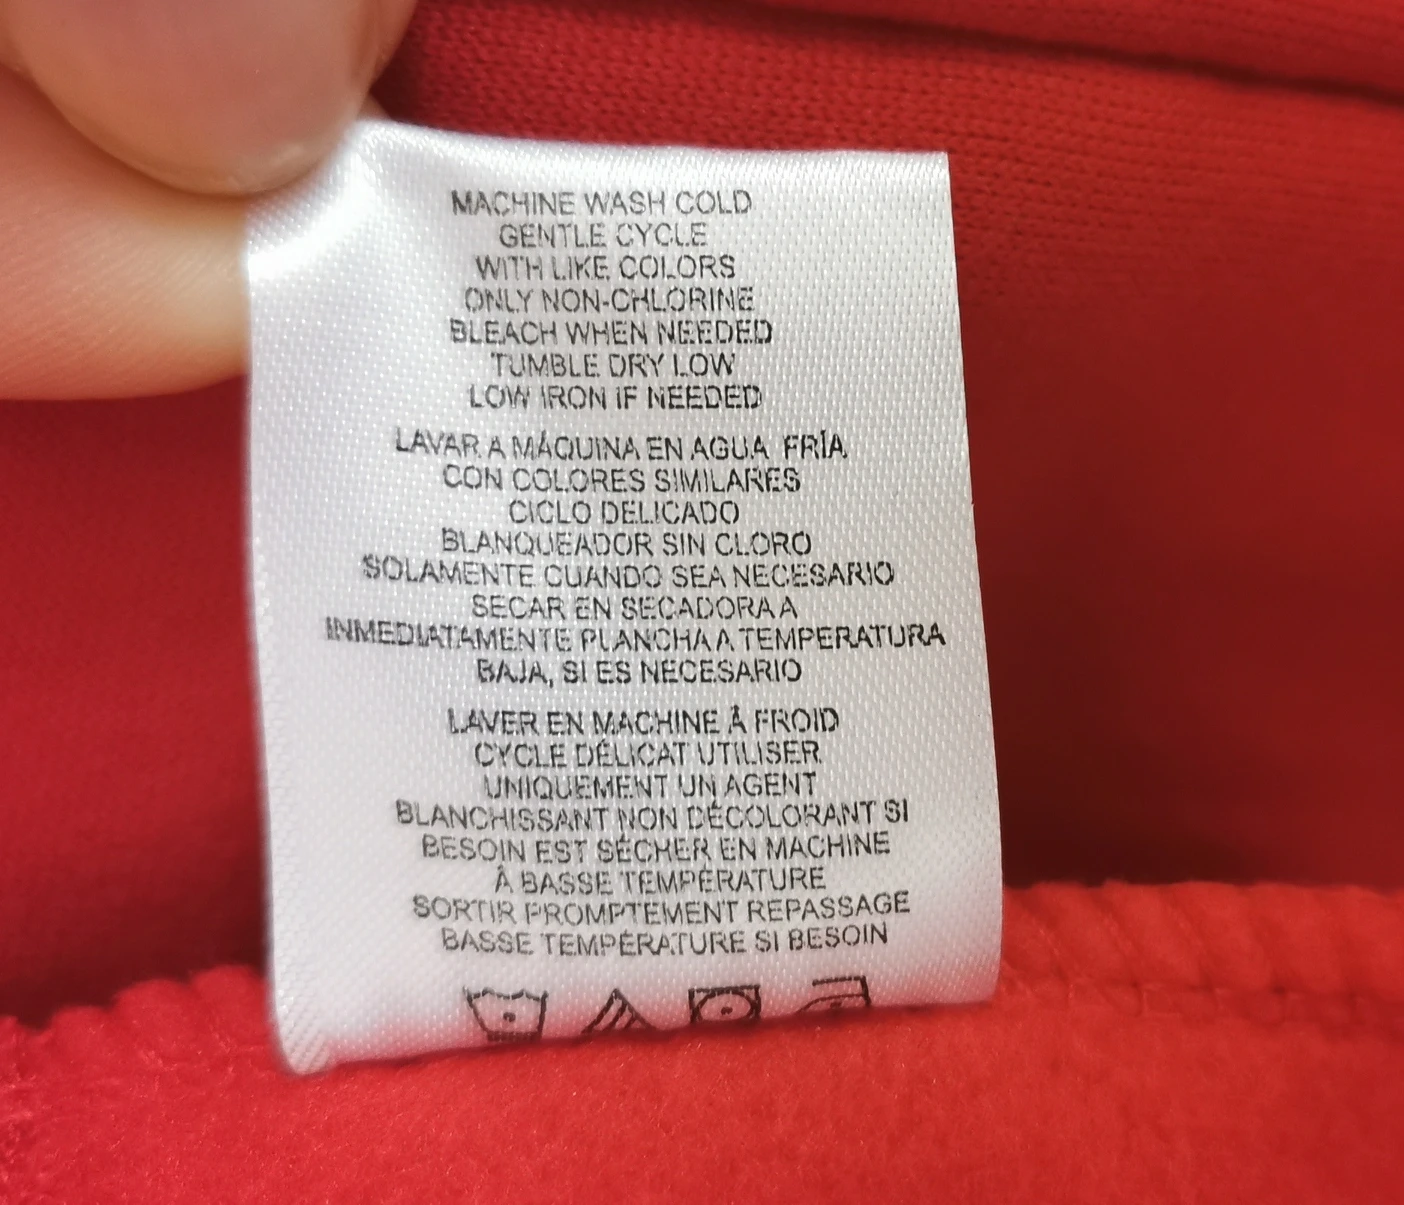 MACHINE WASH COLD
GENTLE CYCLE
WITH LIKE COLORS
ONLY NON-CHLORINE
BLEACH WHEN NEEDED
TUMBLE DRY LOW
LOW IRON IF NEEDED
LAVAR A MÁQUINA EN AGUA FRÍA
CON COLORES SIMILARES
CICLO DELICADO
BLANQUEADOR SIN CLORO
SOLAMENTE CUANDO SEA NECESARIO
SECAR EN SECADORA A
INMEDIATAMENTE PLANCHA A TEMPERATURA
BAJA, SI ES NECESARIO
LAVER EN MACHINE Â FROID
CYCLE DÉLICAT UTILISER
UNIQUEMENT UN AGENT
BLANCHISSANT NON DÉCOLORANT SI
BESOIN EST SÉCHER EN MACHINE
Â BASSE TEMPÉRATURE
SORTIR PROMPTEMENT REPASSAGE
BASSE TEMPÉRATURE SI BESOIN